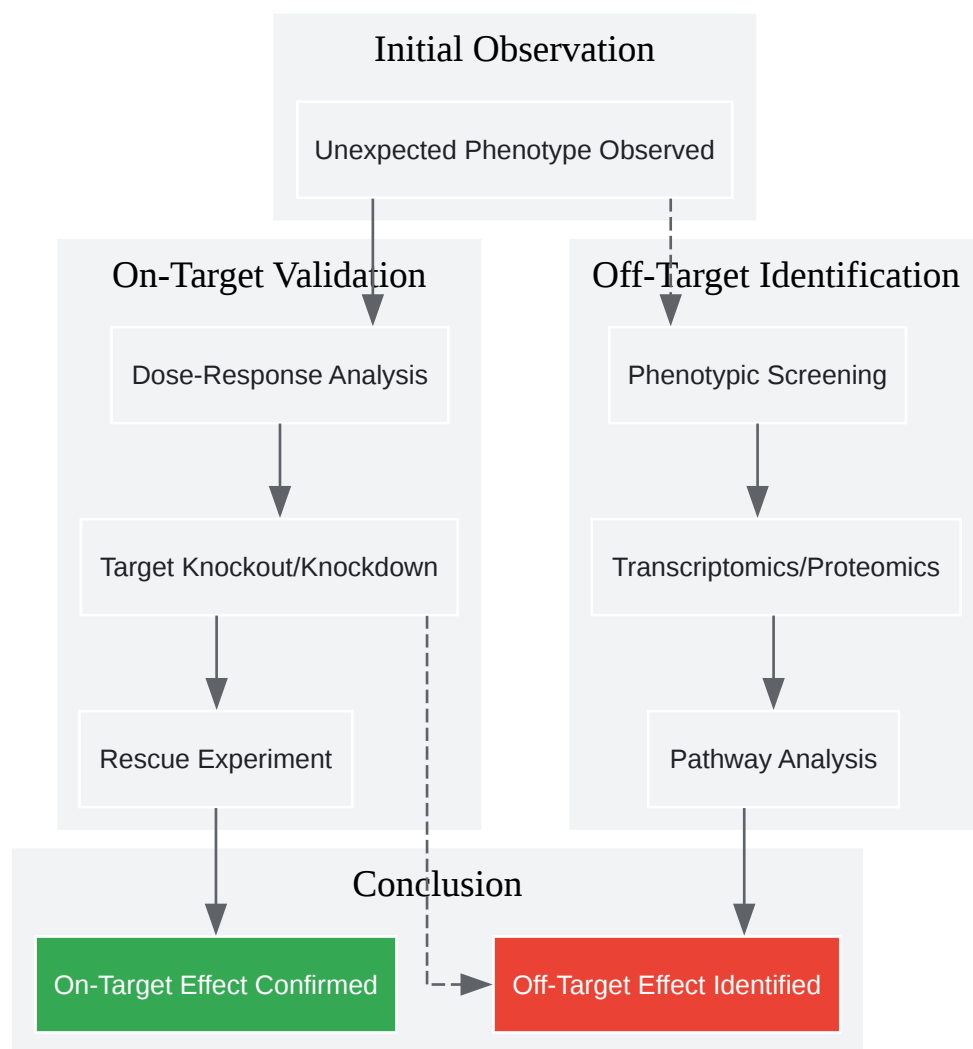 Initial Observation
Unexpected Phenotype Observed
On-Target Validation
Dose-Response Analysis
Target Knockout/Knockdown
Rescue Experiment
Off-Target Identification
Phenotypic Screening
Transcriptomics/Proteomics
Pathway Analysis
Conclusion
On-Target Effect Confirmed
Off-Target Effect Identified